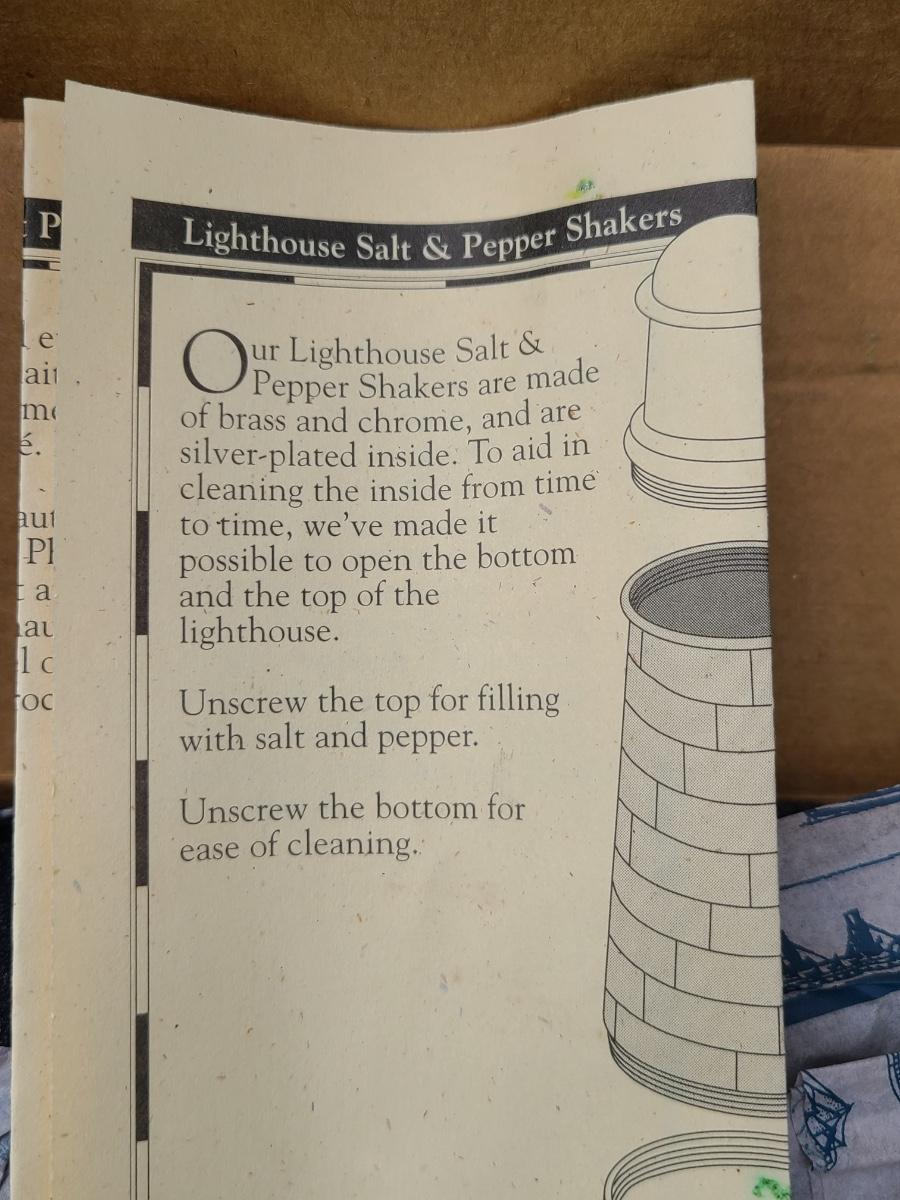 Lighthouse Salt & Pepper Shakers
Our Lighthouse Salt &
Pepper Shakers are made
of brass and chrome, and are
silver-plated inside. To aid in
cleaning the inside from time
to time, we've made it
possible to open the bottom
and the top of the
lighthouse.
Unscrew the top for filling
with salt and pepper.
Unscrew the bottom for
ease of cleaning.